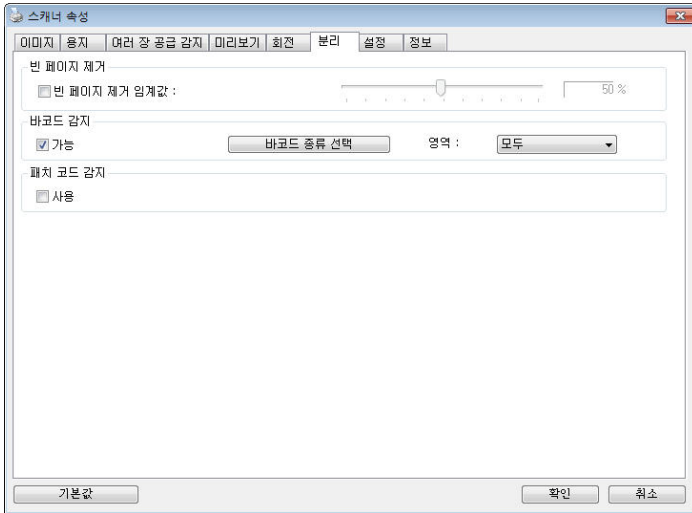 스캐너 속성
이미지 용지 여러 장 공급 감지 미리보기 회전 분리 설정 정보
빈 페이지 제거
빈 페이지 제거 임계값 : 50 %
바코드 감지
가능 바코드 종류 선택 영역 : 모두
패치 코드 감지
사용
기본값 확인 취소